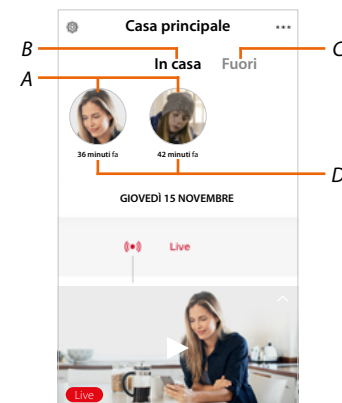 Casa principale
B
C
In casa Fuori
A
36 minuti fa 42 minuti fa
D
GIOVEDÌ 15 NOVEMBRE
Live
Live